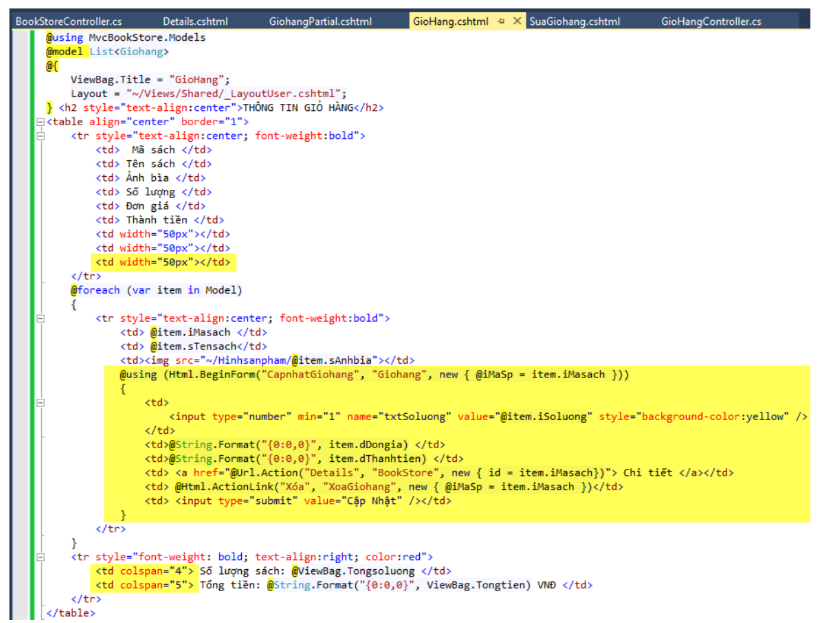 BookStoreController.cs Details.cshtml GiohangPartial.cshtml GioHang.cshtml SuaGiohang.cshtml GioHangController.cs
@using MvcBookStore.Models
@model List<Giohang>
@{
ViewBag.Title = "GioHang";
Layout = "~/Views/Shared/_LayoutUser.cshtml";
} <h2 style="text-align:center">THÔNG TIN GIỎ HÀNG</h2>
<table align="center" border="1">
<tr style="text-align:center; font-weight:bold">
<td> Mã sách </td>
<td> Tên sách </td>
<td> Ảnh bìa </td>
<td> Số lượng </td>
<td> Đơn giá </td>
<td> Thành tiền </td>
<td width="50px"></td>
<td width="50px"></td>
<td width="50px"></td>
</tr>
@foreach (var item in Model)
{
<tr style="text-align:center; font-weight:bold">
<td> @item.iMasach </td>
<td> @item.sTensach</td>
<td><img src="~/Hinhsanpham/@item.sAnhbia"></td>
@using (Html.BeginForm("CapnhatGiohang", "Giohang", new { @iMaSp = item.iMasach }))
{
<td>
<input type="number" min="1" name="txtSoluong" value="@item.iSoluong" style="background-color:yellow" />
</td>
<td>@String.Format("{0:0,0}", item.dDongia) </td>
<td>@String.Format("{0:0,0}", item.dThanhtien) </td>
<td> <a href="@Url.Action("Details", "BookStore", new { id = item.iMasach})"> Chi tiết </a></td>
<td> @Html.ActionLink("Xóa", "XoaGiohang", new { @iMaSp = item.iMasach })</td>
<td> <input type="submit" value="Cập Nhật" /></td>
}
</tr>
}
<tr style="font-weight: bold; text-align:right; color:red">
<td colspan="4"> Số lượng sách: @ViewBag.Tongsoluong </td>
<td colspan="5"> Tổng tiền: @String.Format("{0:0,0}", ViewBag.Tongtien) VNĐ </td>
</tr>
</table>